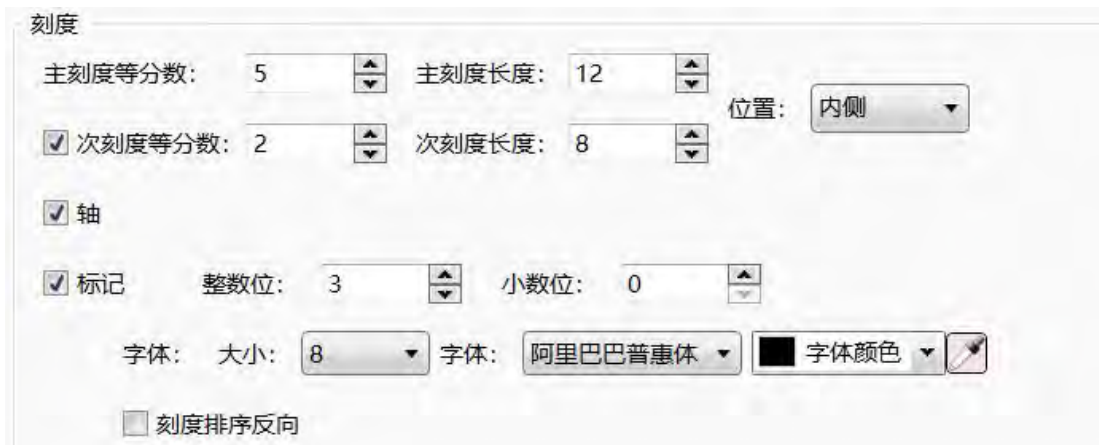 刻度
主刻度等分数: 5 主刻度长度: 12
位置: 内侧
次刻度等分数: 2 次刻度长度: 8
轴
标记 整数位: 3 小数位: 0
字体: 大小: 8 字体: 阿里巴巴普惠体 字体颜色
刻度排序反向